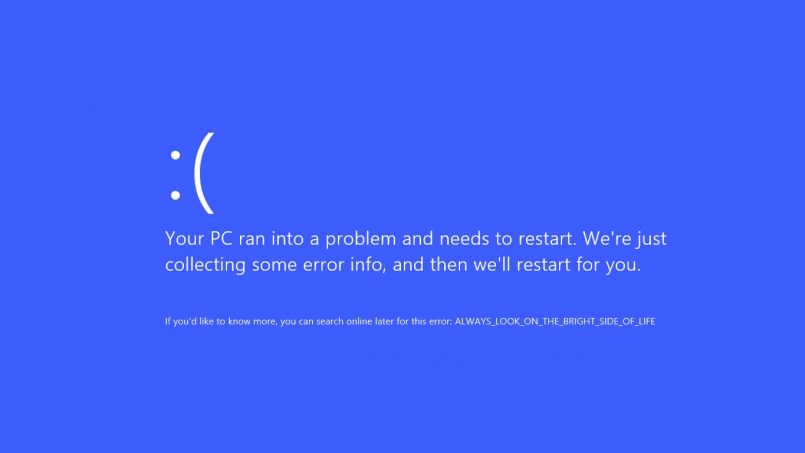 :(
Your PC ran into a problem and needs to restart. We're just
collecting some error info, and then we'll restart for you.
If you'd like to know more, you can search online later for this error: ALWAYS_LOOK_ON_THE_BRIGHT_SIDE_OF_LIFE